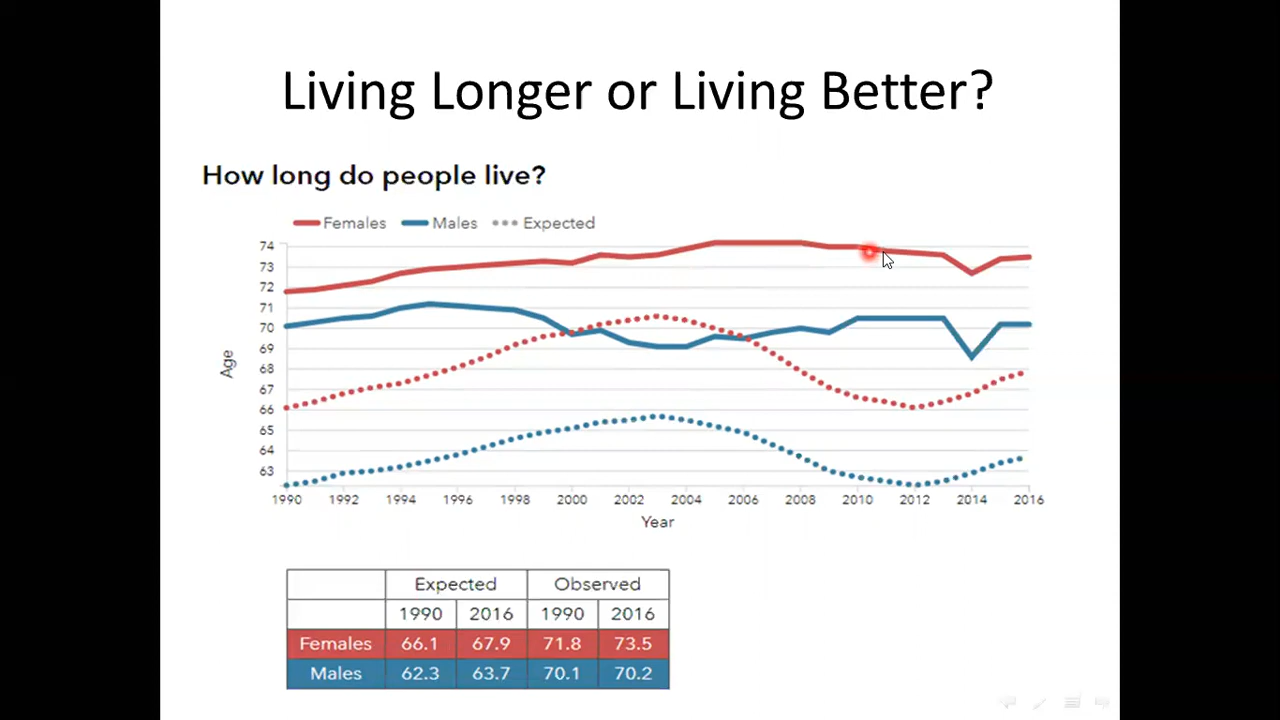 Living Longer or Living Better?
How long do people live?
Females Males Expected
74
73
72
71
70
69
68
67
66
65
64
63
Age
1990 1992 1994 1996 1998 2000 2002 2004 2006 2008 2010 2012 2014 2016
Year
Expected Observed
1990 2016 1990 2016
Females 66.1 67.9 71.8 73.5
Males 62.3 63.7 70.1 70.2